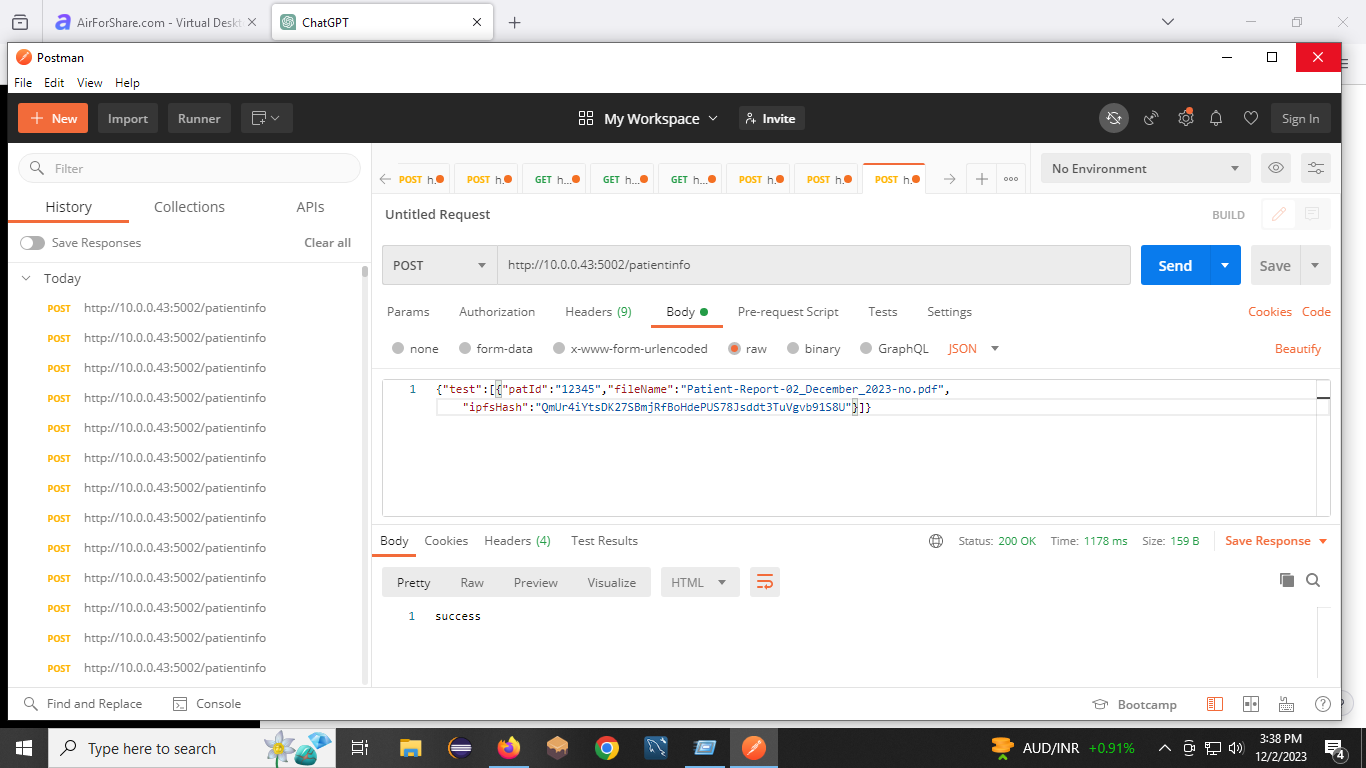 AirForShare.com - Virtual Deskt
ChatGPT
Postman
File Edit View Help
New Import Runner My Workspace Invite Sign In
Filter
POST h. POST h. GET h... GET h... GET h... POST h. POST h. POST h.
No Environment
History Collections APIs
Untitled Request BUILD
Save Responses Clear all
POST http://10.0.0.43:5002/patientinfo Send Save
Today
POST http://10.0.0.43:5002/patientinfo
POST http://10.0.0.43:5002/patientinfo
POST http://10.0.0.43:5002/patientinfo
POST http://10.0.0.43:5002/patientinfo
POST http://10.0.0.43:5002/patientinfo
POST http://10.0.0.43:5002/patientinfo
POST http://10.0.0.43:5002/patientinfo
POST http://10.0.0.43:5002/patientinfo
POST http://10.0.0.43:5002/patientinfo
POST http://10.0.0.43:5002/patientinfo
POST http://10.0.0.43:5002/patientinfo
POST http://10.0.0.43:5002/patientinfo
POST http://10.0.0.43:5002/patientinfo
Params Authorization Headers (9) Body Pre-request Script Tests Settings Cookies Code
none form-data x-www-form-urlencoded raw binary GraphQL JSON Beautify
1 {"test":[{"patId":"12345","fileName":"Patient-Report-02_December_2023-no.pdf",
"ipfsHash":"QmUr4iYtsDK27SBmjRfBoHdePUS78Jsddt3TuVgvb91S8U"}]}
Body Cookies Headers (4) Test Results Status: 200 OK Time: 1178 ms Size: 159 B Save Response
Pretty Raw Preview Visualize HTML
1 success
Find and Replace Console Bootcamp
Type here to search AUD/INR +0.91% 3:38 PM
12/2/2023 4